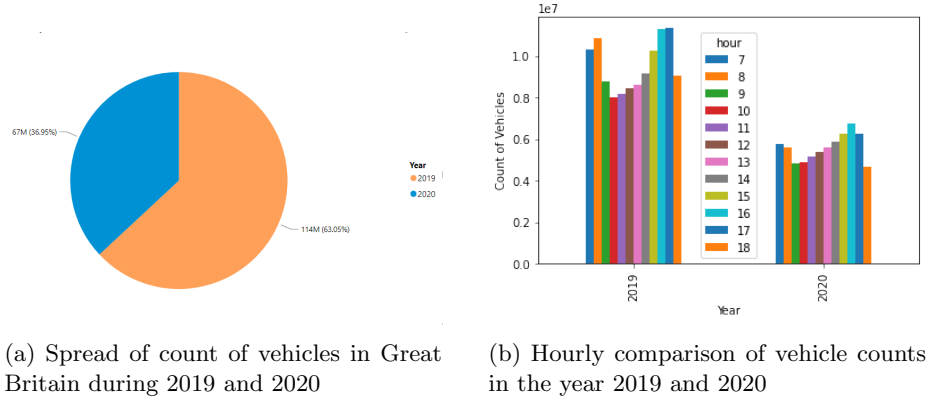 67M (36.95%)
114M (63.05%)
Year
2019
2020
1e7
Count of Vehicles
1.0
0.8
0.6
0.4
0.2
0.0
hour
7
8
9
10
11
12
13
14
15
16
17
18
2019
2020
Year
(a) Spread of count of vehicles in Great
Britain during 2019 and 2020
(b) Hourly comparison of vehicle counts
in the year 2019 and 2020